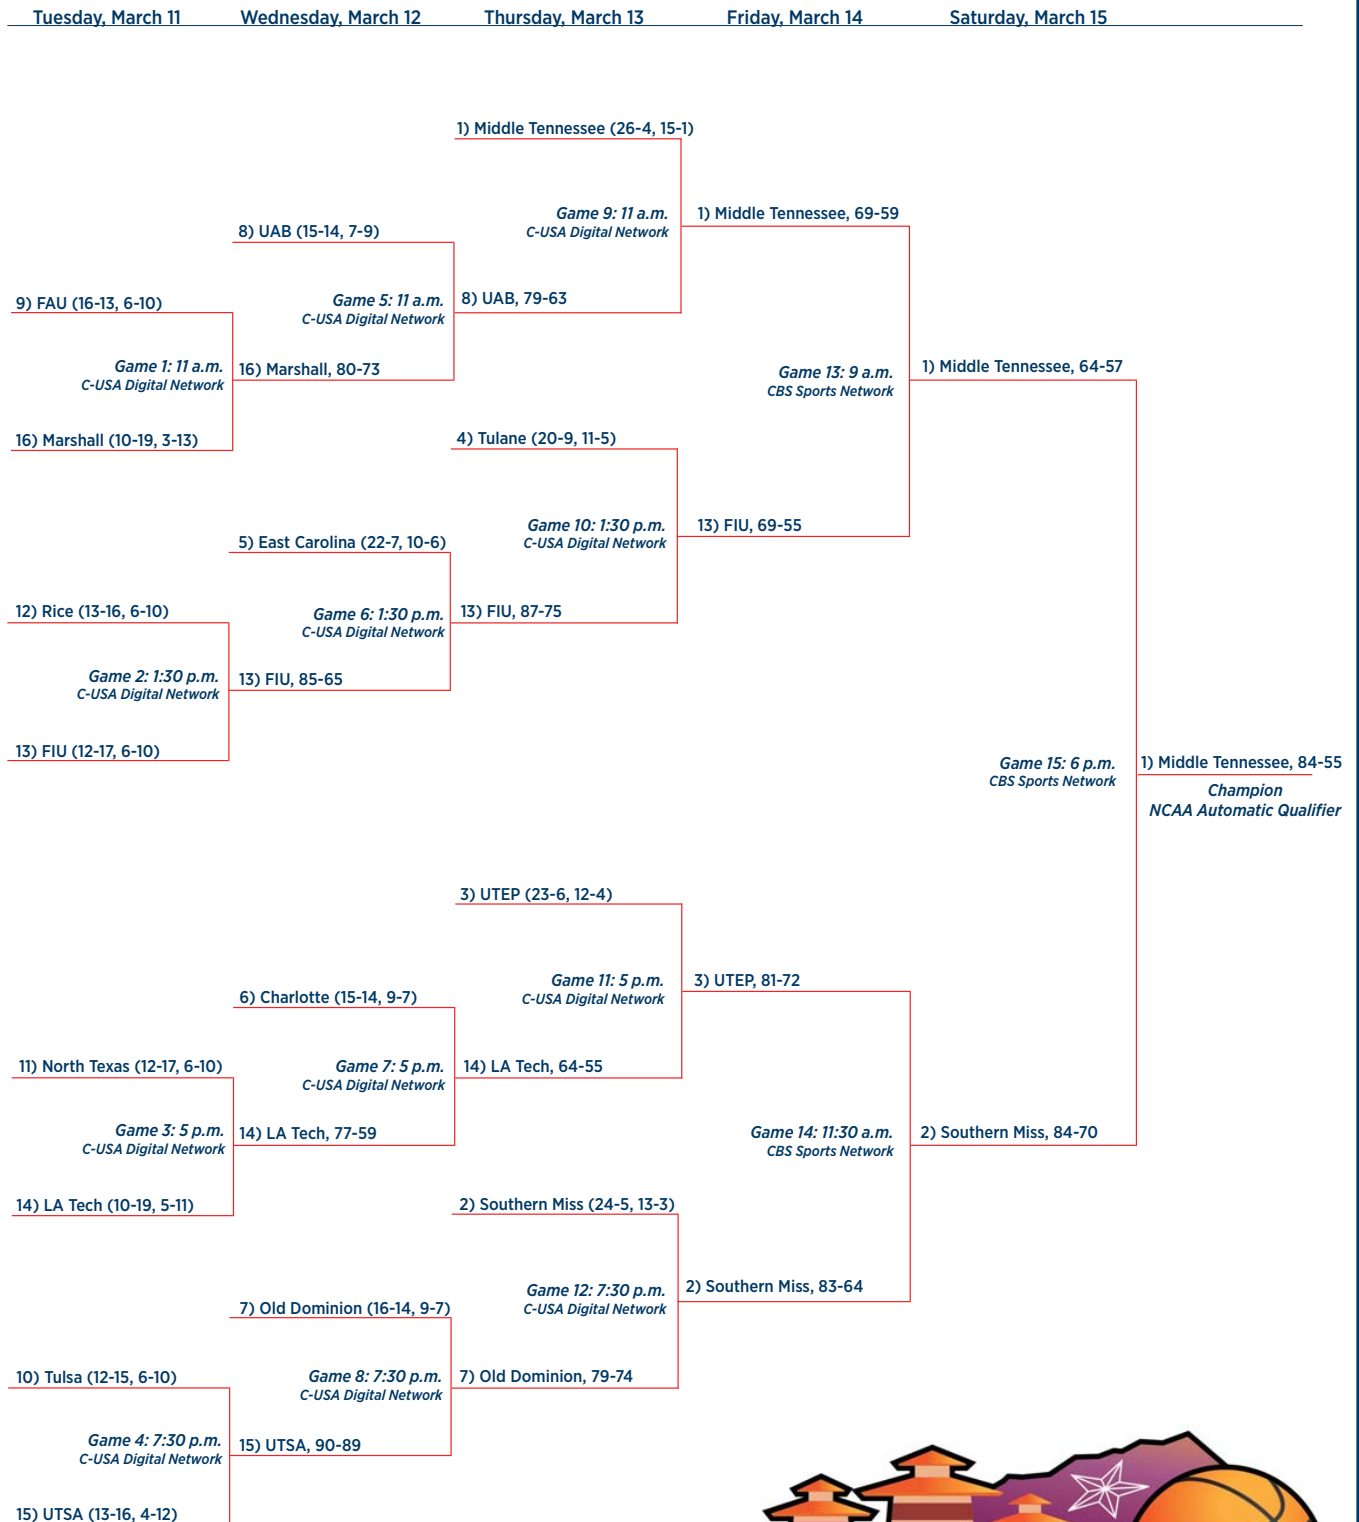 Tuesday, March 11
Wednesday, March 12
Thursday, March 13
Friday, March 14
Saturday, March 15
1) Middle Tennessee (26-4, 15-1)
Game 9: 11 a.m.
C-USA Digital Network
1) Middle Tennessee, 69-59
8) UAB (15-14, 7-9)
Game 5: 11 a.m.
C-USA Digital Network
8) UAB, 79-63
9) FAU (16-13, 6-10)
Game 1: 11 a.m.
C-USA Digital Network
16) Marshall, 80-73
Game 13: 9 a.m.
CBS Sports Network
1) Middle Tennessee, 64-57
16) Marshall (10-19, 3-13)
4) Tulane (20-9, 11-5)
Game 10: 1:30 p.m.
C-USA Digital Network
13) FIU, 69-55
5) East Carolina (22-7, 10-6)
12) Rice (13-16, 6-10)
Game 6: 1:30 p.m.
C-USA Digital Network
13) FIU, 87-75
Game 2: 1:30 p.m.
C-USA Digital Network
13) FIU, 85-65
13) FIU (12-17, 6-10)
Game 15: 6 p.m.
CBS Sports Network
1) Middle Tennessee, 84-55
Champion
NCAA Automatic Qualifier
3) UTEP (23-6, 12-4)
Game 11: 5 p.m.
C-USA Digital Network
3) UTEP, 81-72
6) Charlotte (15-14, 9-7)
11) North Texas (12-17, 6-10)
Game 7: 5 p.m.
C-USA Digital Network
14) LA Tech, 64-55
Game 3: 5 p.m.
C-USA Digital Network
14) LA Tech, 77-59
Game 14: 11:30 a.m.
CBS Sports Network
2) Southern Miss, 84-70
14) LA Tech (10-19, 5-11)
2) Southern Miss (24-5, 13-3)
Game 12: 7:30 p.m.
C-USA Digital Network
2) Southern Miss, 83-64
7) Old Dominion (16-14, 9-7)
10) Tulsa (12-15, 6-10)
Game 8: 7:30 p.m.
C-USA Digital Network
7) Old Dominion, 79-74
Game 4: 7:30 p.m.
C-USA Digital Network
15) UTSA, 90-89
15) UTSA (13-16, 4-12)